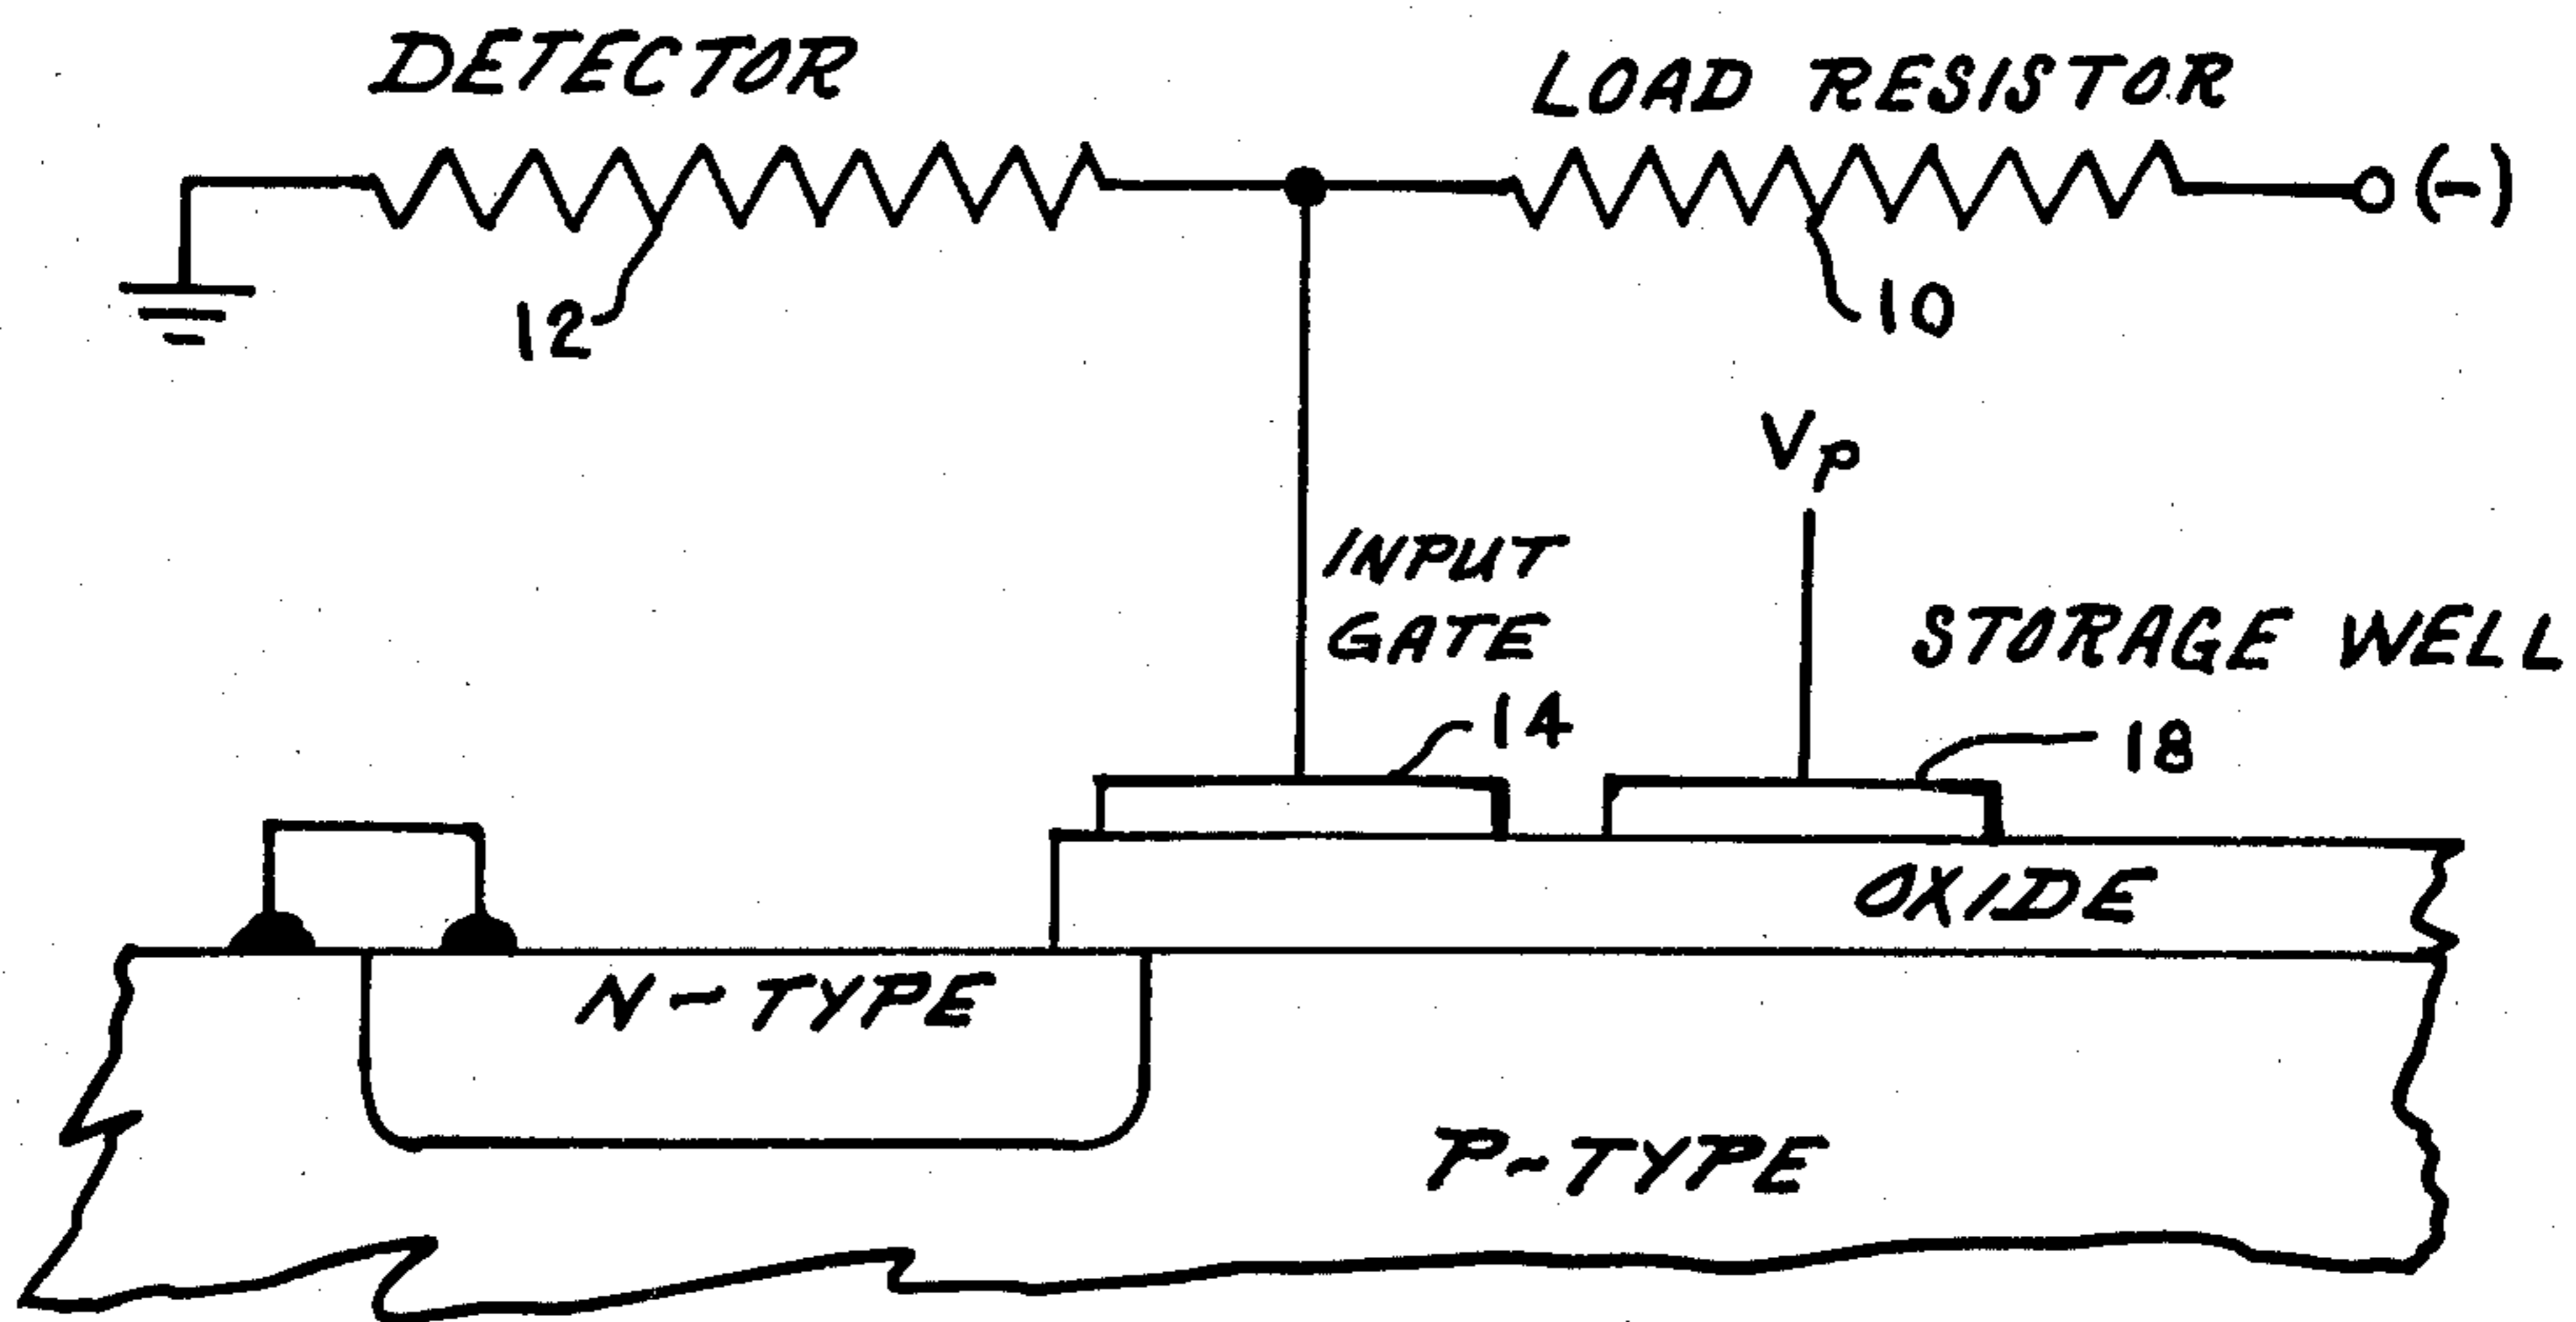 DETECTOR
LOAD RESISTOR
(-)
12
10
VP
INPUT
GATE
STORAGE WELL
14
18
OXIDE
N-TYPE
P-TYPE